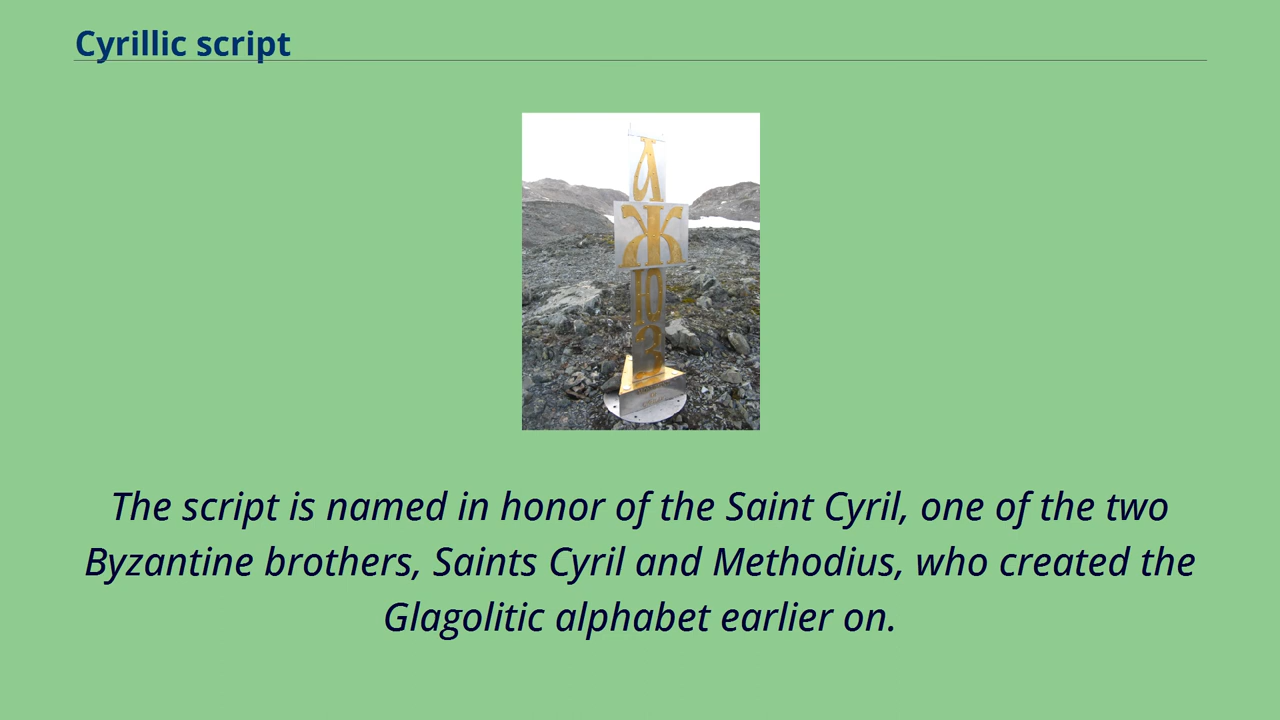 Cyrillic script
А
Ж
Ю
З
The script is named in honor of the Saint Cyril, one of the two
Byzantine brothers, Saints Cyril and Methodius, who created the
Glagolitic alphabet earlier on.